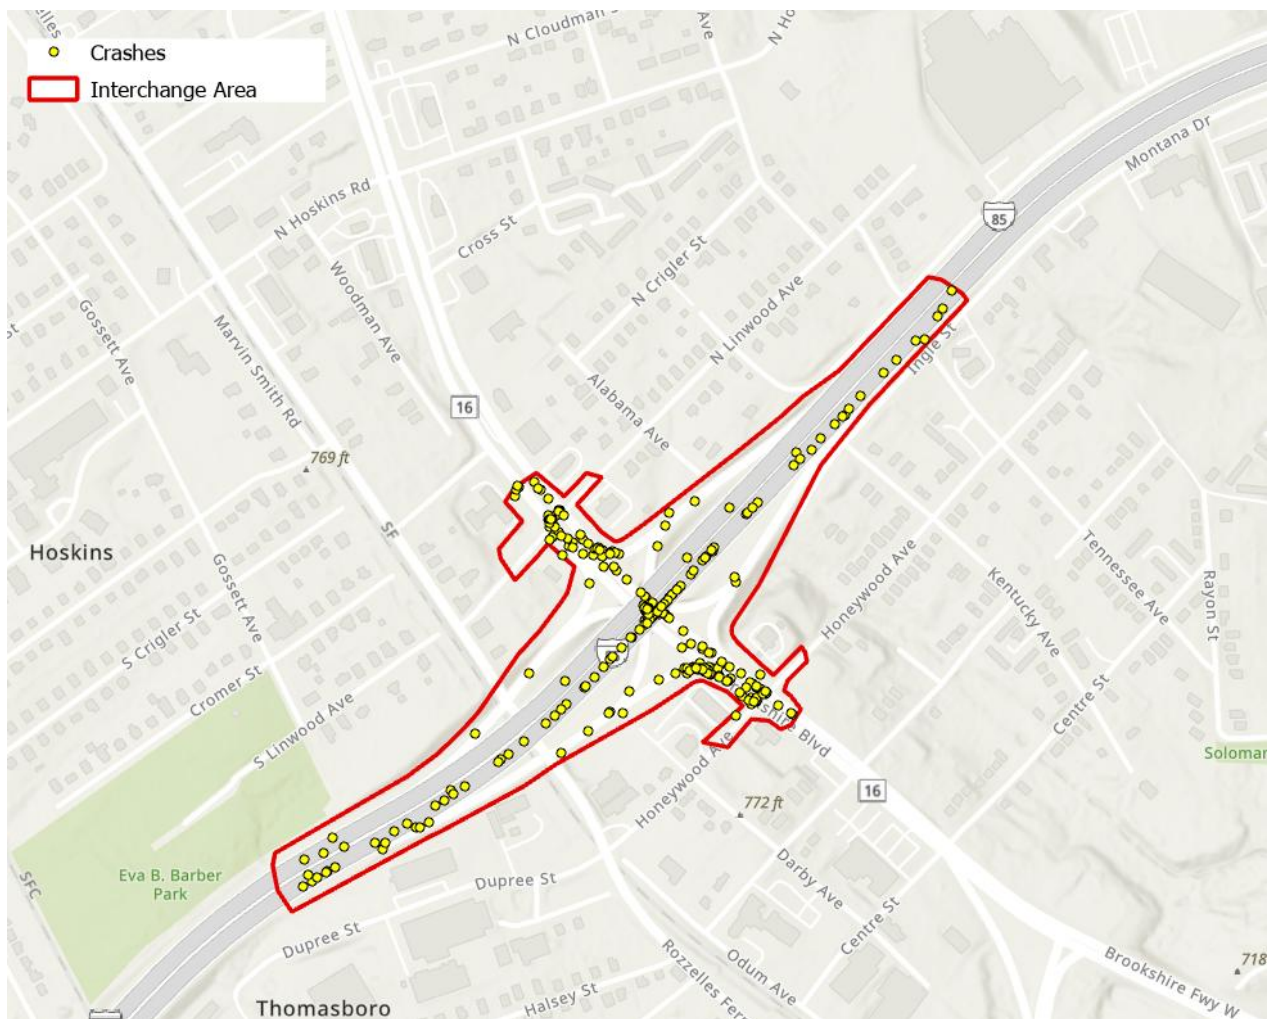 Crashes
Interchange Area
N Cloudman
Ave
N Ho
Montana Dr
85
N Hoskins Rd
Cross St
N Crigler St
Woodman Ave
N Linwood Ave
Gossett Ave
Marvin Smith Rd
St
Ingle St
16
Alabama Ave
769 ft
SF
Hoskins
Gossett Ave
Honeywood Ave
Tennessee Ave
Kentucky Ave
Rayon St
S Crigler St
Cromer St
S Linwood Ave
Centre St
Blvd
Soloman
16
Honeywood Ave
772 ft
Eva B. Barber
Park
SFC
Dupree St
Darby Ave
Dupree St
Centre St
Rozzelles Fer
Odum Ave
Brookshire Fwy W
718
Halsey St
Thomasboro